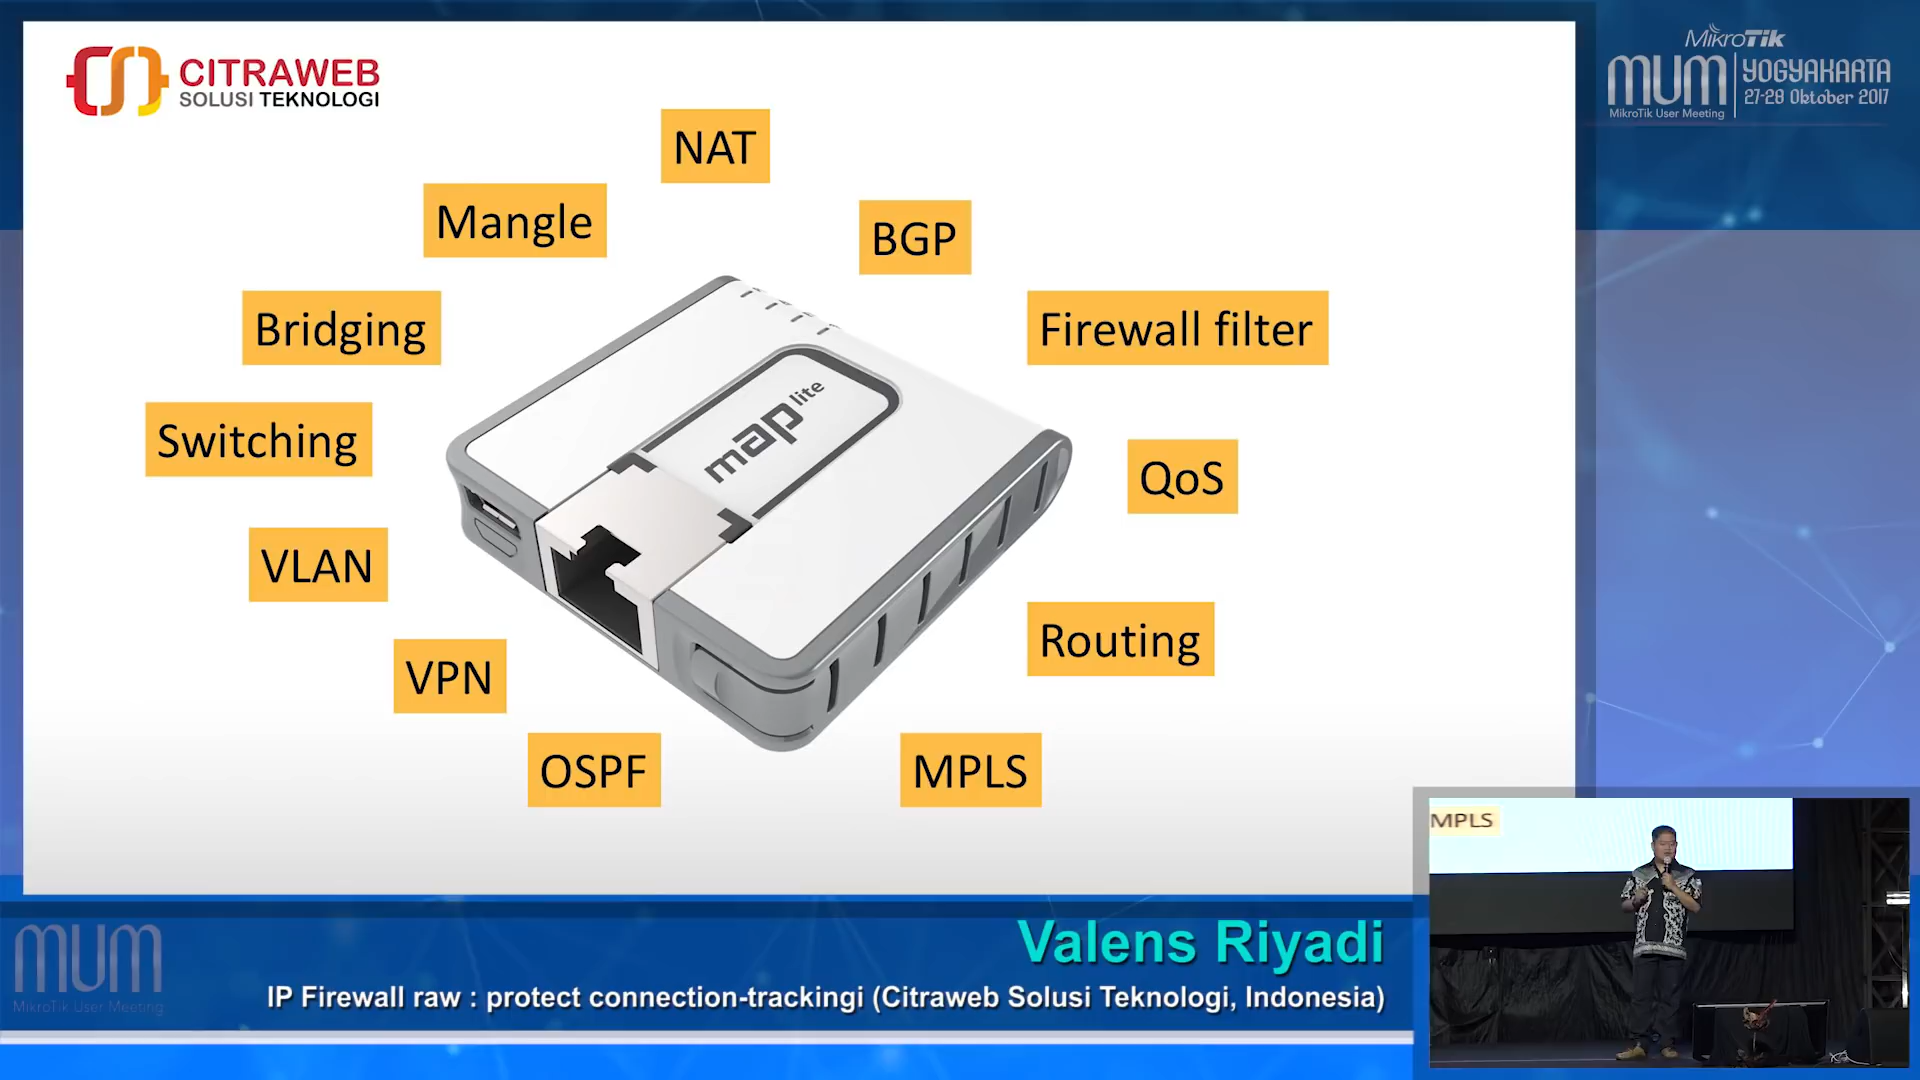 CITRAWEB
SOLUSI TEKNOLOGI
MikroTik
MUM
MikroTik User Meeting
YOGYAKARTA
27-28 Oktober 2017
NAT
Mangle
BGP
Bridging
Firewall filter
Switching
QoS
map lite
VLAN
Routing
VPN
OSPF
MPLS
MPLS
MUM
MikroTik User Meeting
Valens Riyadi
IP Firewall raw : protect connection-trackingi (Citraweb Solusi Teknologi, Indonesia)